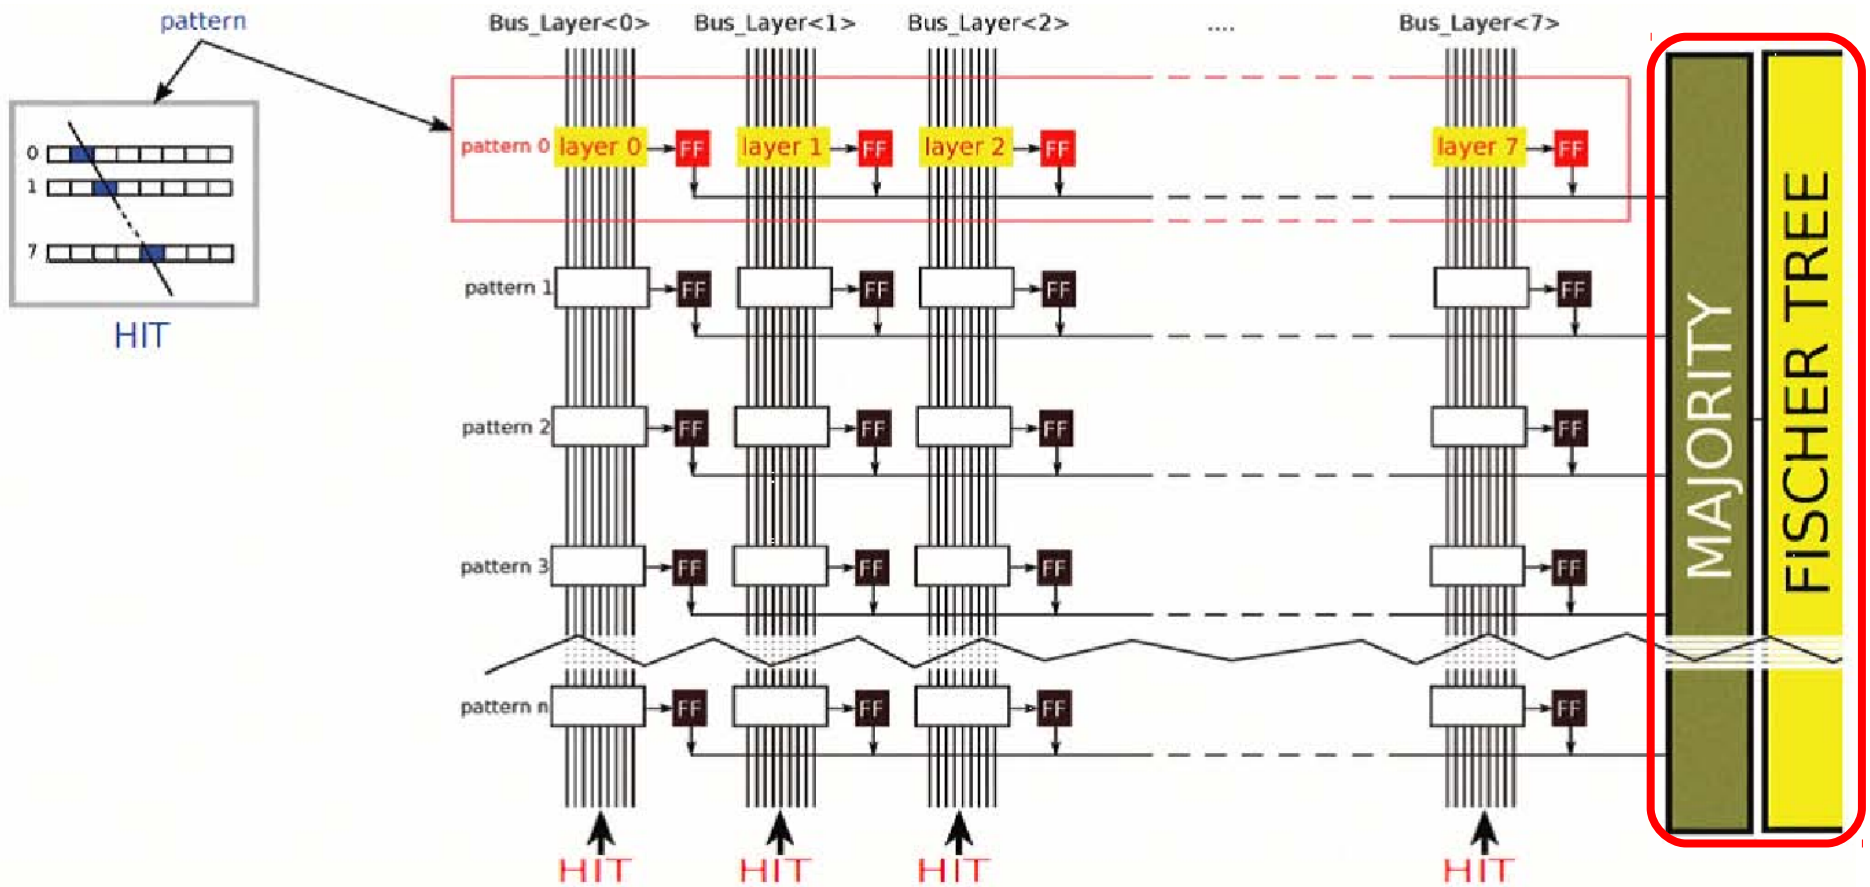 pattern
Bus_Layer<0>
Bus_Layer<1>
Bus_Layer<2>
....
Bus_Layer<7>
0
1
7
HIT
pattern 0
layer 0
FF
layer 1
FF
layer 2
FF
layer 7
FF
pattern 1
FF
FF
FF
FF
pattern 2
FF
FF
FF
FF
pattern 3
FF
FF
FF
FF
pattern n
FF
FF
FF
FF
HIT
HIT
HIT
HIT
MAJORITY
FISCHER TREE